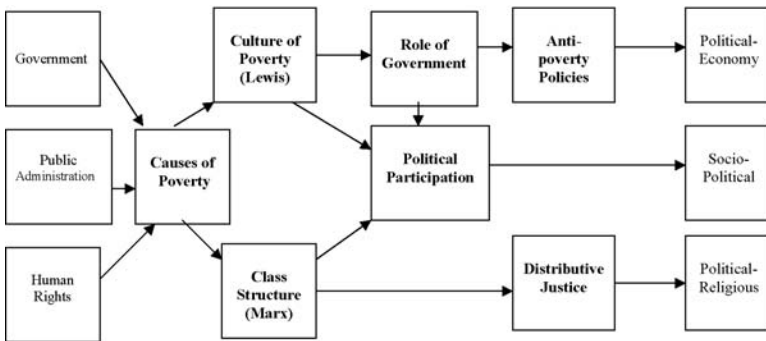 Government
Culture of
Poverty
(Lewis)
Role of
Government
Anti-
poverty
Policies
Political-
Economy
Public
Administration
Causes of
Poverty
Political
Participation
Socio-
Political
Human
Rights
Class
Structure
(Marx)
Distributive
Justice
Political-
Religious